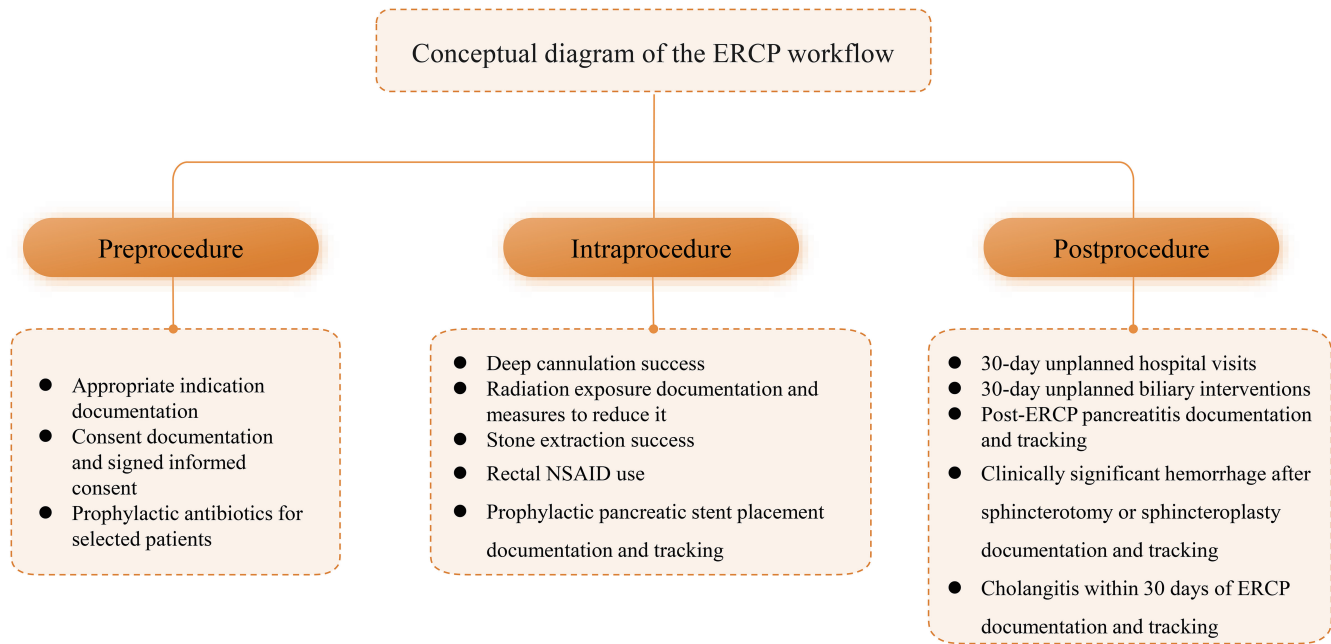 Conceptual diagram of the ERCP workflow
Preprocedure
Appropriate indication
documentation
Consent documentation
and signed informed
consent
Prophylactic antibiotics for
selected patients
Intraprocedure
Deep cannulation success
Radiation exposure documentation and
measures to reduce it
Stone extraction success
Rectal NSAID use
Prophylactic pancreatic stent placement
documentation and tracking
Postprocedure
30-day unplanned hospital visits
30-day unplanned biliary interventions
Post-ERCP pancreatitis documentation
and tracking
Clinically significant hemorrhage after
sphincterotomy or sphincteroplasty
documentation and tracking
Cholangitis within 30 days of ERCP
documentation and tracking